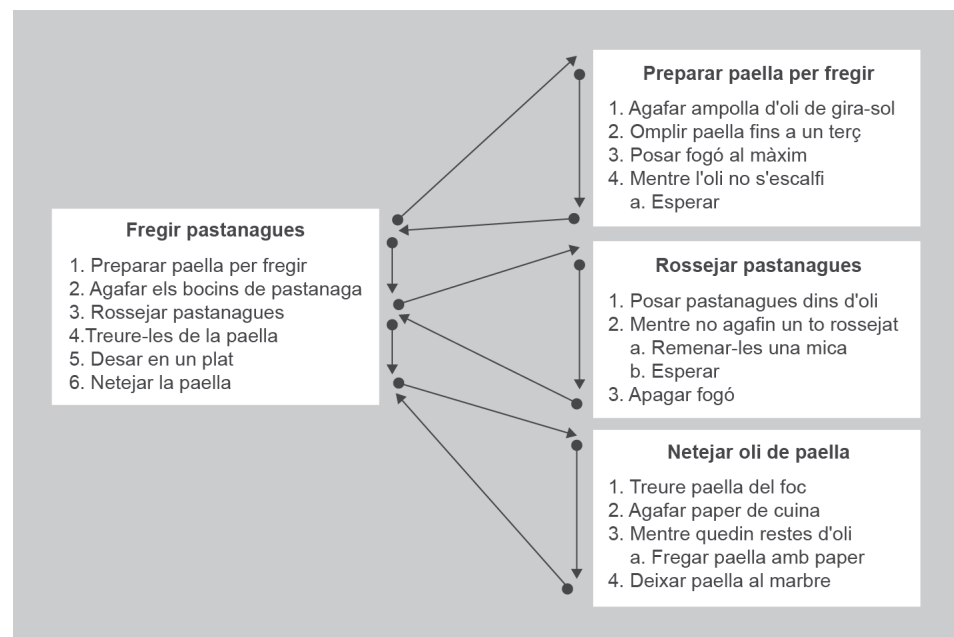 Fregir pastanagues
1. Preparar paella per fregir
2. Agafar els bocins de pastanaga
3. Rossejar pastanagues
4.Treure-les de la paella
5. Desar en un plat
6. Netejar la paella
Preparar paella per fregir
1. Agafar ampolla d'oli de gira-sol
2. Omplir paella fins a un terç
3. Posar fogó al màxim
4. Mentre l'oli no s'escalfi
a. Esperar
Rossejar pastanagues
1. Posar pastanagues dins d'oli
2. Mentre no agafin un to rossejat
a. Remenar-les una mica
b. Esperar
3. Apagar fogó
Netejar oli de paella
1. Treure paella del foc
2. Agafar paper de cuina
3. Mentre quedin restes d'oli
a. Fregar paella amb paper
4. Deixar paella al marbre